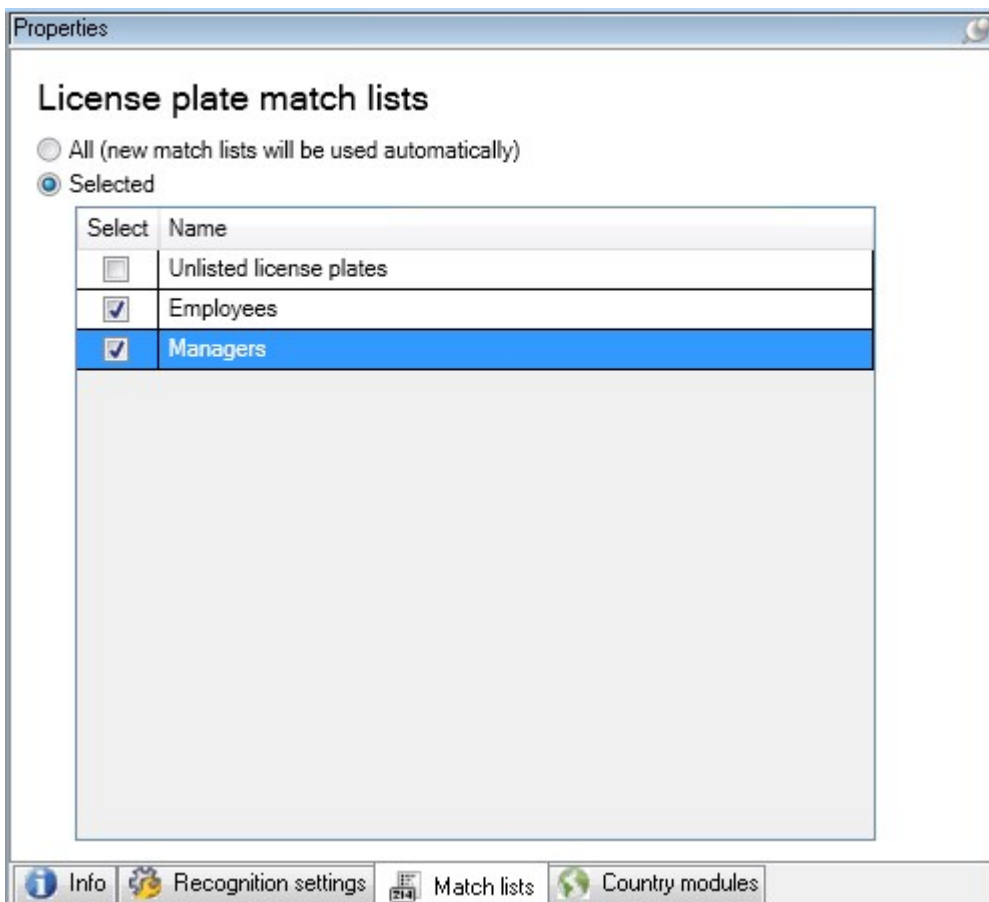 Properties
License plate match lists
All (new match lists will be used automatically)
Selected
Select Name
Unlisted license plates
Employees
Managers
Info Recognition settings Match lists Country modules